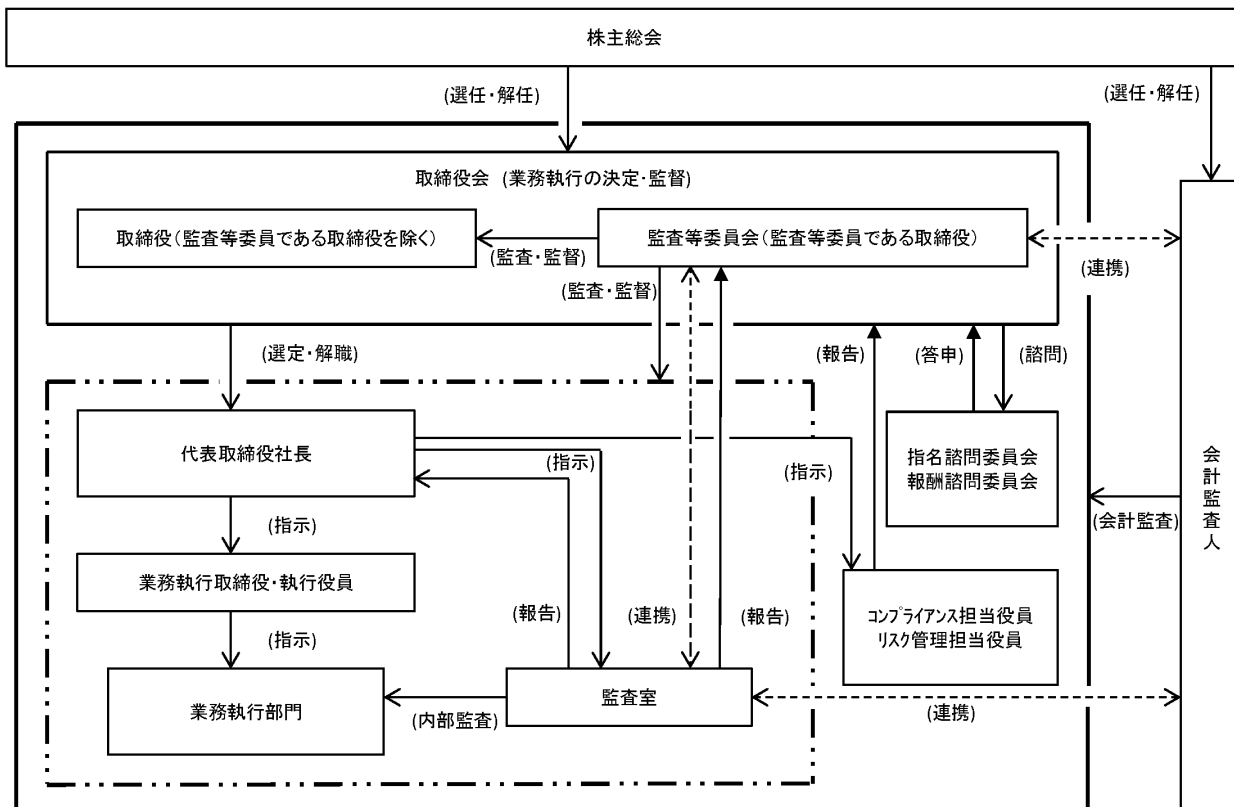 株主総会
(選任・解任)
(選任・解任)
取締役会 (業務執行の決定・監督)
取締役(監査等委員である取締役を除く)
監査等委員会(監査等委員である取締役)
(監査・監督)
(連携)
(監査・監督)
(選定・解職)
(報告)
(答申)
(諮問)
代表取締役社長
(指示)
(指示)
指名諮問委員会
報酬諮問委員会
会計監査人
(会計監査)
(指示)
業務執行取締役・執行役員
(報告)
(連携)
(報告)
コンプライアンス担当役員
リスク管理担当役員
(指示)
業務執行部門
監査室
(内部監査)
(連携)